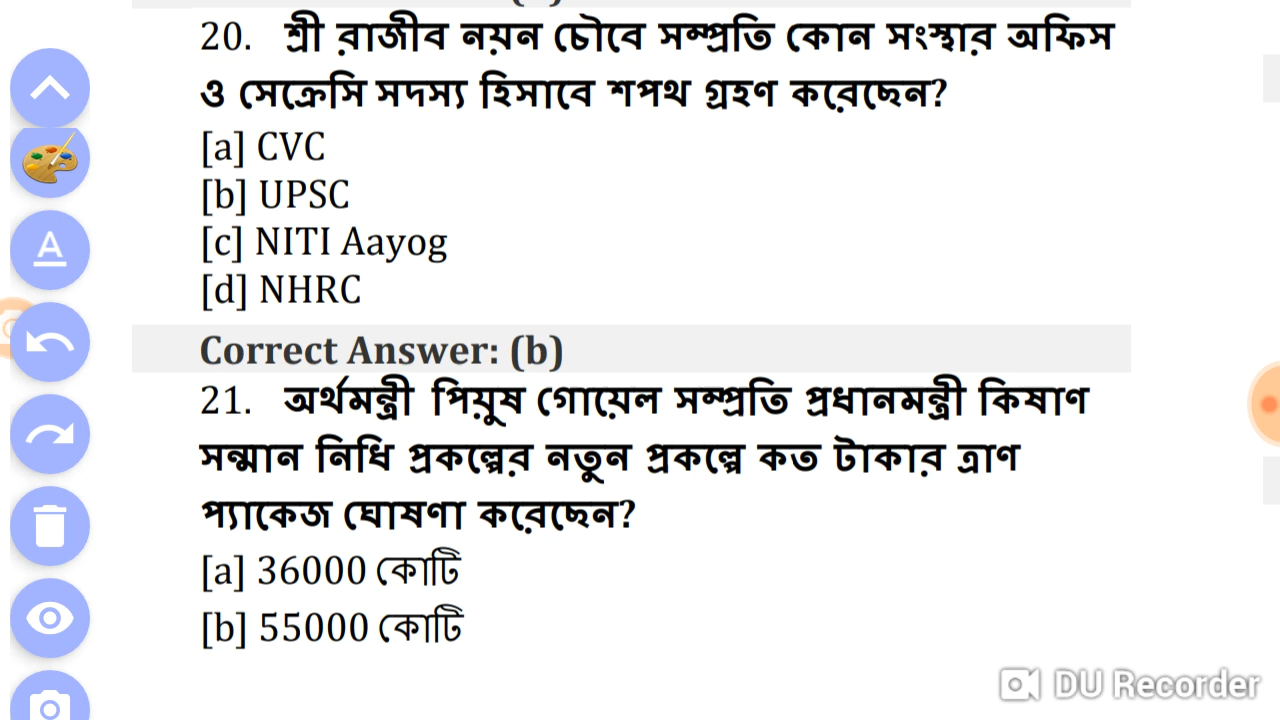 20. শ্রী রাজীব নয়ন চৌবে সম্প্রতি কোন সংস্থার অফিস
ও সেক্রেসি সদস্য হিসাবে শপথ গ্রহণ করেছেন?
[a] CVC
[b] UPSC
[c] NITI Aayog
[d] NHRC
Correct Answer: (b)
21. অর্থমন্ত্রী পিয়ুষ গোয়েল সম্প্রতি প্রধানমন্ত্রী কিষাণ
সন্মান নিধি প্রকল্পের নতুন প্রকল্পে কত টাকার ত্রাণ
প্যাকেজ ঘোষণা করেছেন?
[a] 36000 কোটি
[b] 55000 কোটি
DU Recorder
A